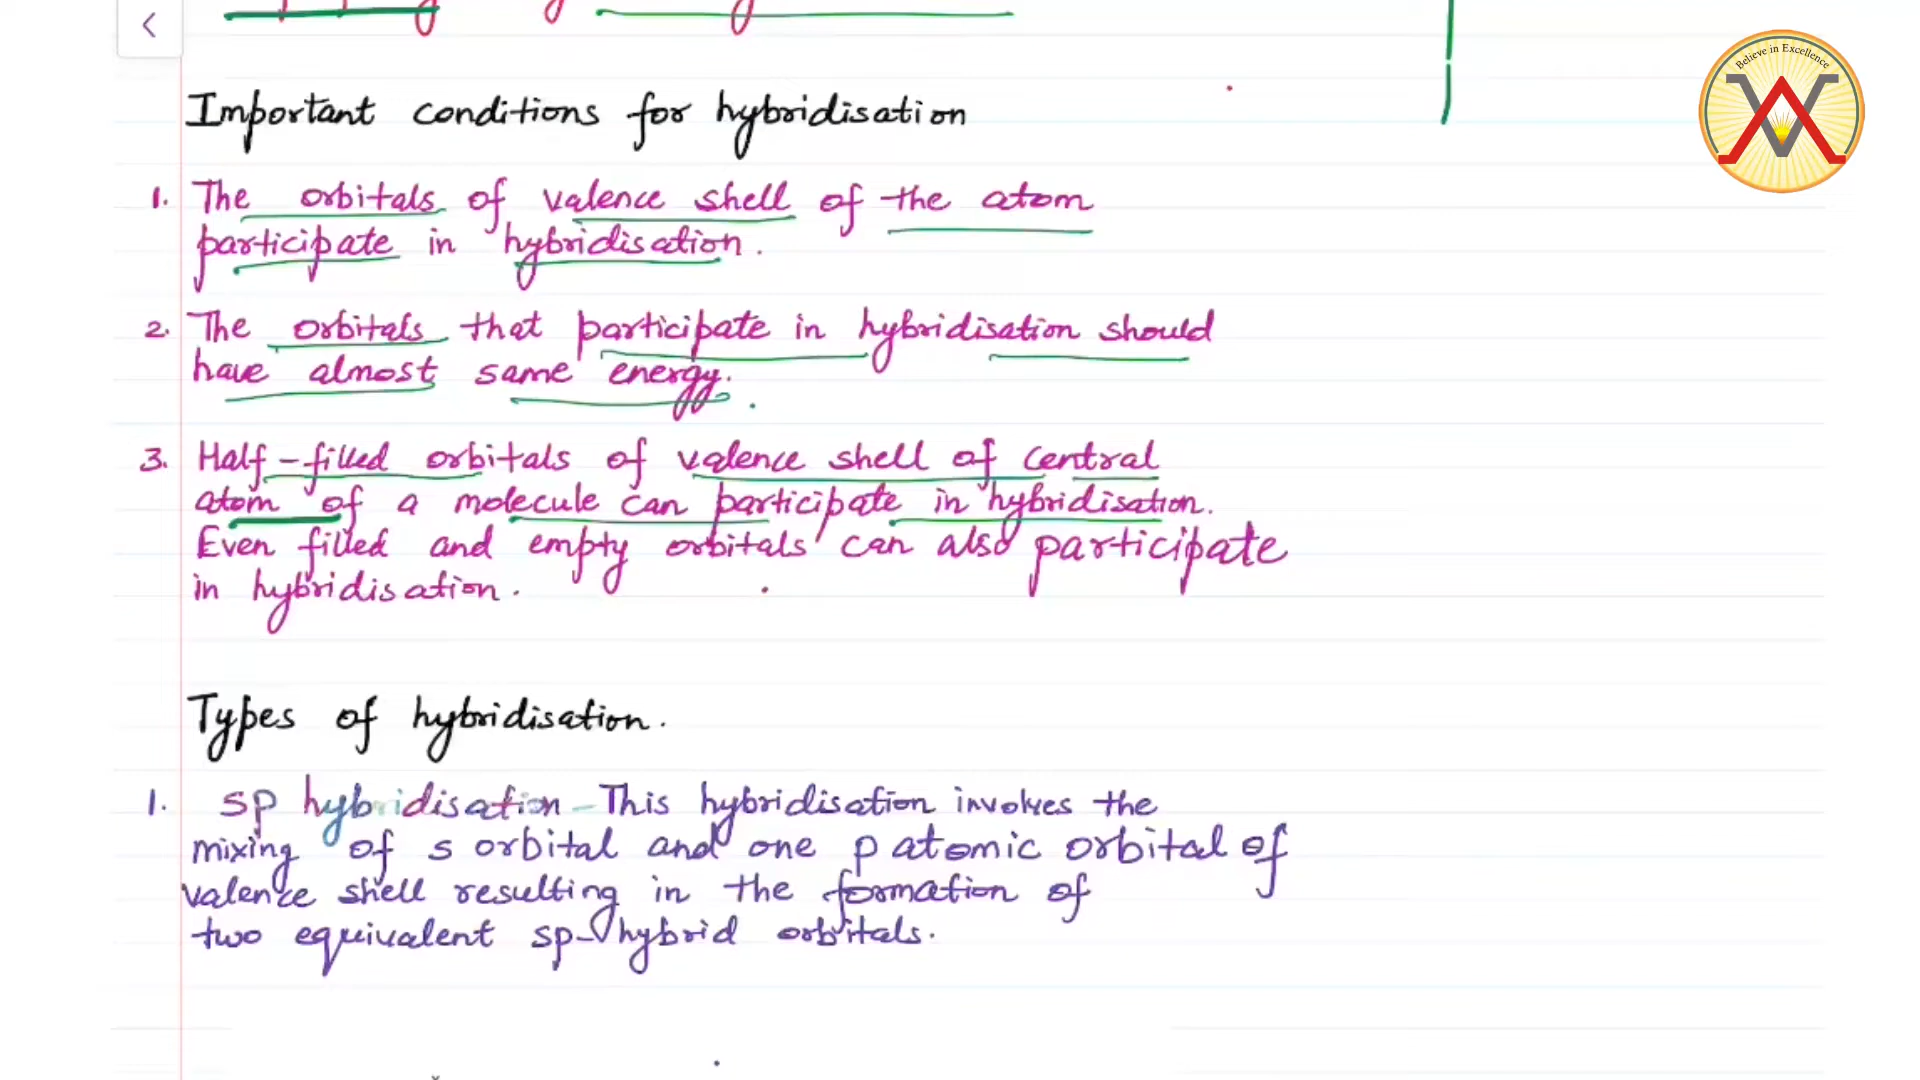 Important conditions for hybridisation
1. The orbitals of valence shell of the atom
participate in hybridisation.
2. The orbitals that participate in hybridisation should
have almost same energy.
3. Half-filled orbitals of valence shell of central
atom of a molecule can participate in hybridisation.
Even filled and empty orbitals can also participate
in hybridisation.
Types of hybridisation.
1. sp hybridisation - This hybridisation involves the
mixing of s orbital and one p atomic orbital of
valence shell resulting in the formation of
two equivalent sp- hybrid orbitals.
Believe in Excellence